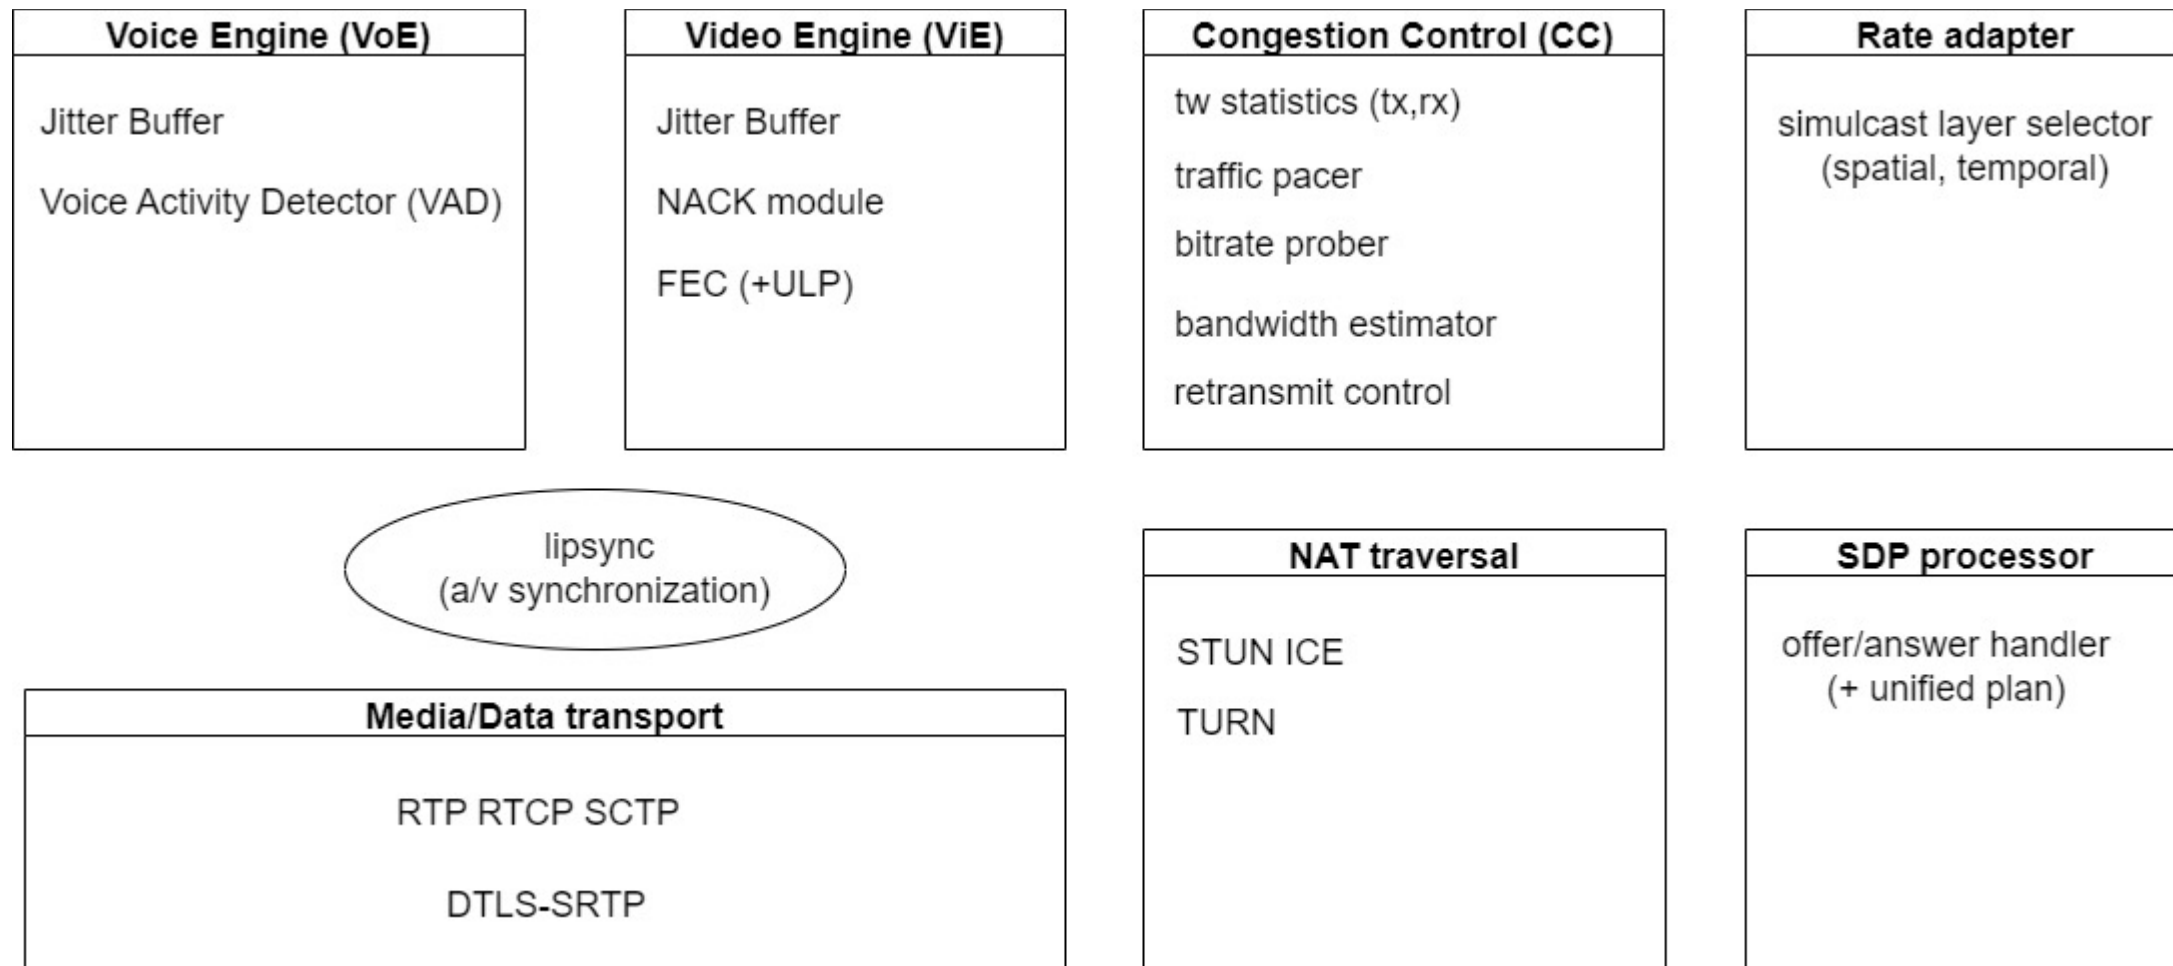 Voice Engine (VoE)
Jitter Buffer
Voice Activity Detector (VAD)
Video Engine (ViE)
Jitter Buffer
NACK module
FEC (+ULP)
Congestion Control (CC)
tw statistics (tx,rx)
traffic pacer
bitrate prober
bandwidth estimator
retransmit control
Rate adapter
simulcast layer selector
(spatial, temporal)
lipsync
(a/v synchronization)
Media/Data transport
RTP RTCP SCTP
DTLS-SRTP
NAT traversal
STUN ICE
TURN
SDP processor
offer/answer handler
(+ unified plan)